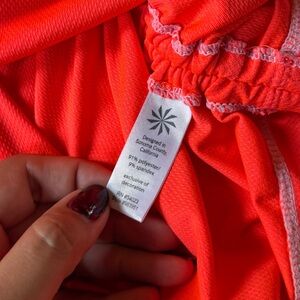 Designed in
Sonoma County
California
91% polyester/
9% spandex
exclusive of
decoration